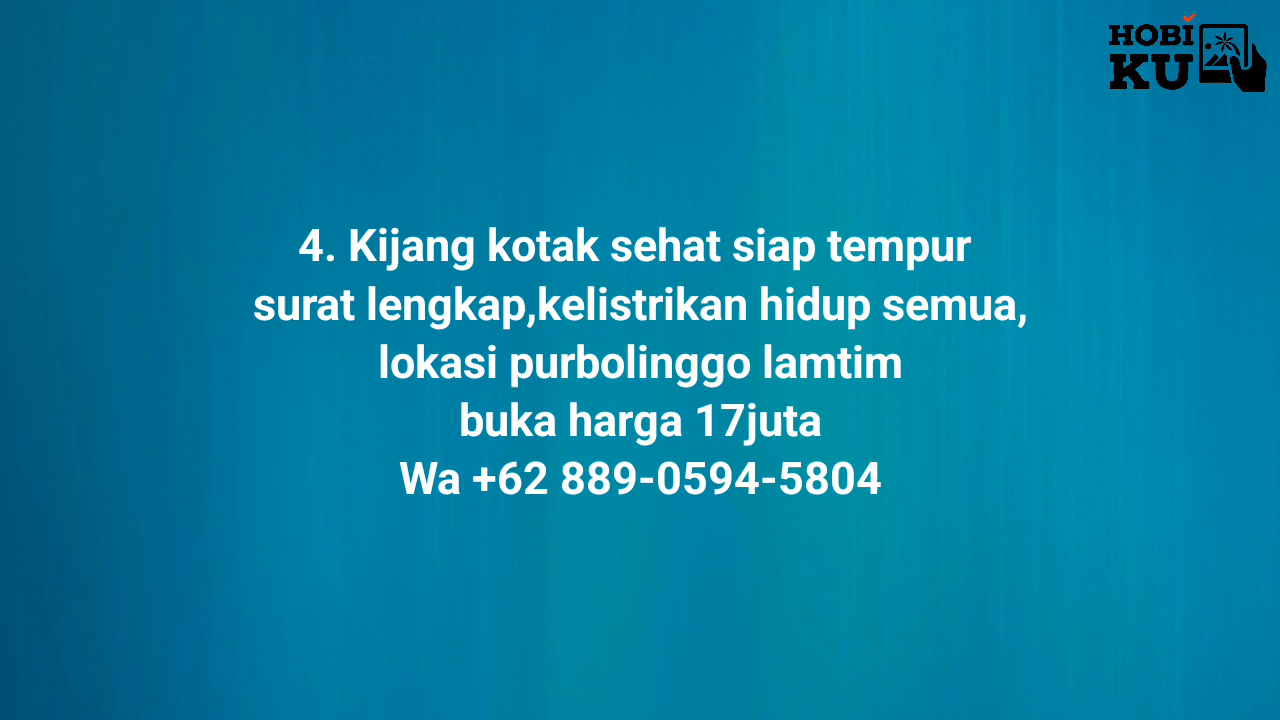 HOBI
KU
4. Kijang kotak sehat siap tempur
surat lengkap,kelistrikan hidup semua,
lokasi purbolinggo lamtim
buka harga 17juta
Wa +62 889-0594-5804